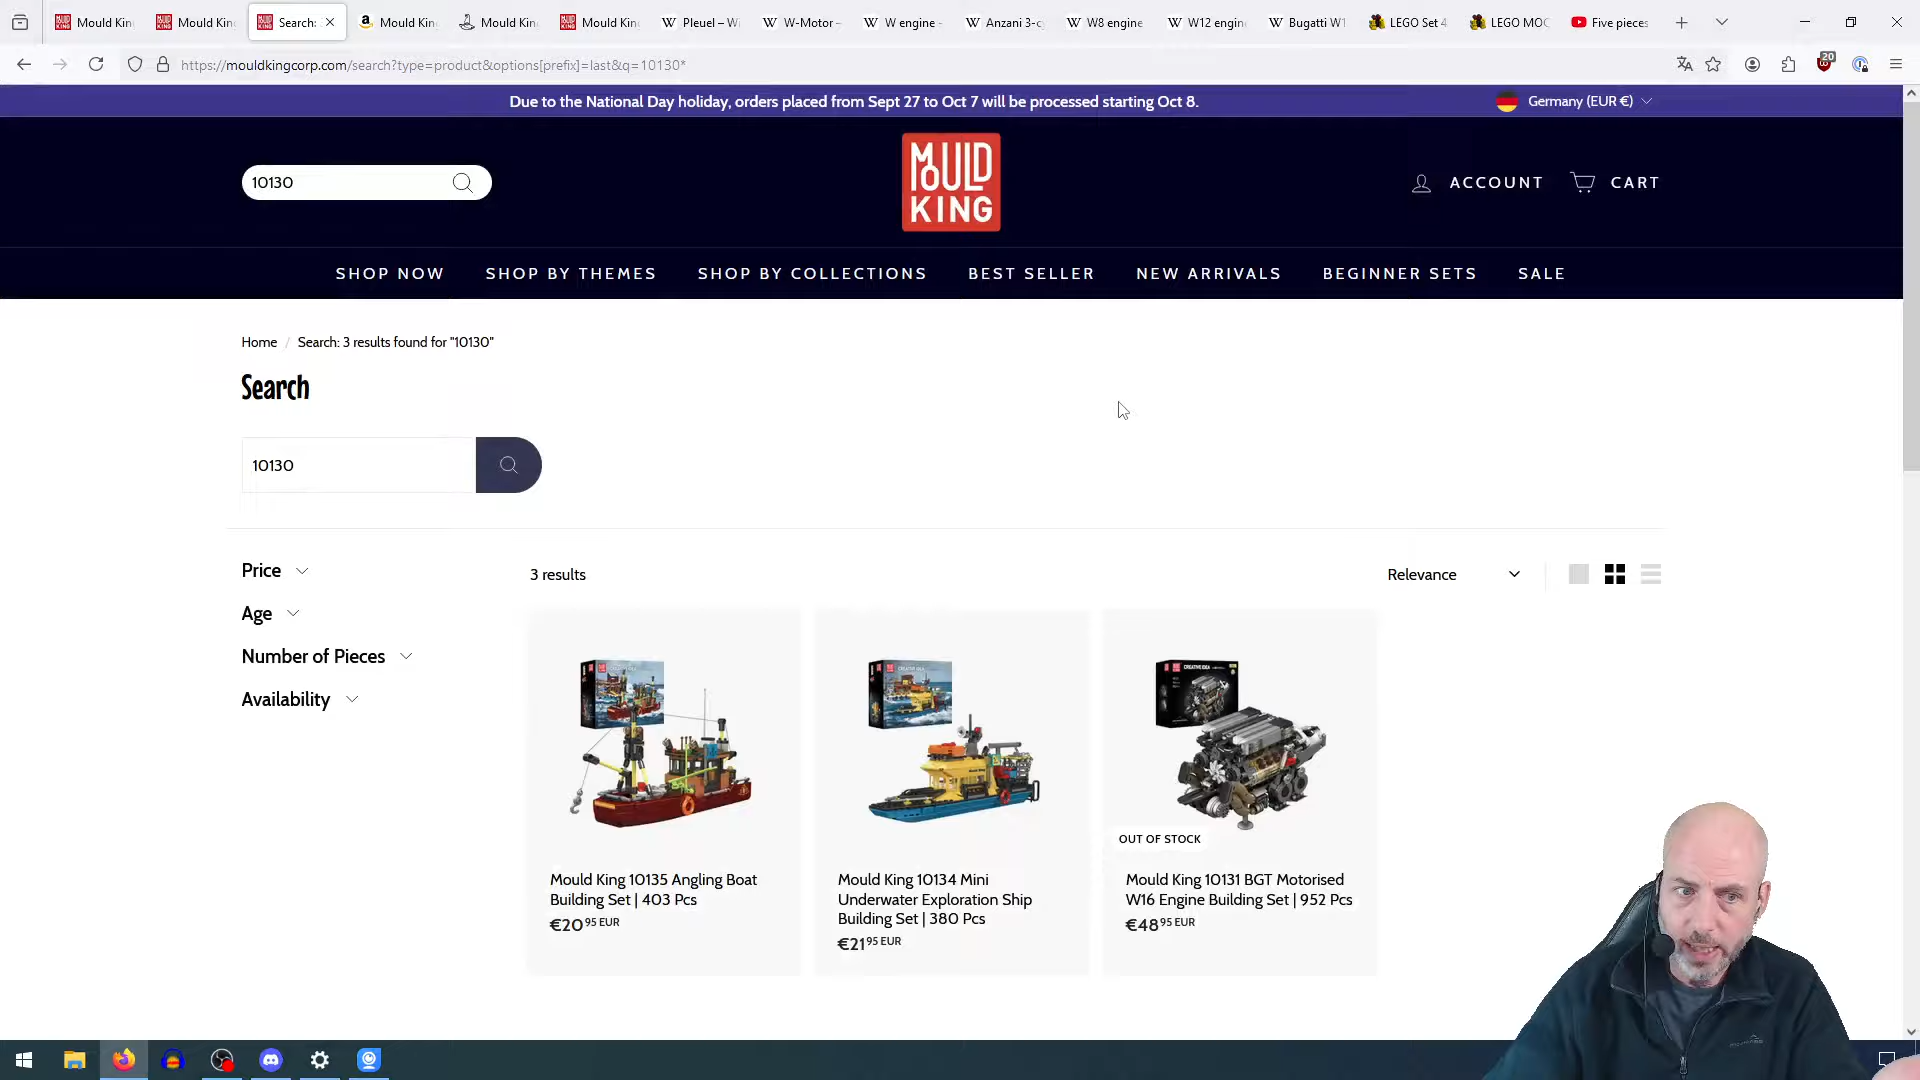 Mould Kin
Mould Kin
Search:
Mould Kin
Mould Kin
Mould Kin
Pleuel – Wi
W-Motor –
W engine -
Anzani 3-cy
W8 engine
W12 engin
Bugatti W1
LEGO Set 4
LEGO MOC
Five pieces
https://mouldkingcorp.com/search?type=product&options[prefix]=last&q=10130*
20
Due to the National Day holiday, orders placed from Sept 27 to Oct 7 will be processed starting Oct 8.
Germany (EUR €)
10130
MOULD
KING
ACCOUNT
CART
SHOP NOW
SHOP BY THEMES
SHOP BY COLLECTIONS
BEST SELLER
NEW ARRIVALS
BEGINNER SETS
SALE
Home / Search: 3 results found for "10130"
Search
10130
Price
Age
Number of Pieces
Availability
3 results
Relevance
OUT OF STOCK
Mould King 10135 Angling Boat
Building Set | 403 Pcs
€20 95 EUR
Mould King 10134 Mini
Underwater Exploration Ship
Building Set | 380 Pcs
€21 95 EUR
Mould King 10131 BGT Motorised
W16 Engine Building Set | 952 Pcs
€48 95 EUR